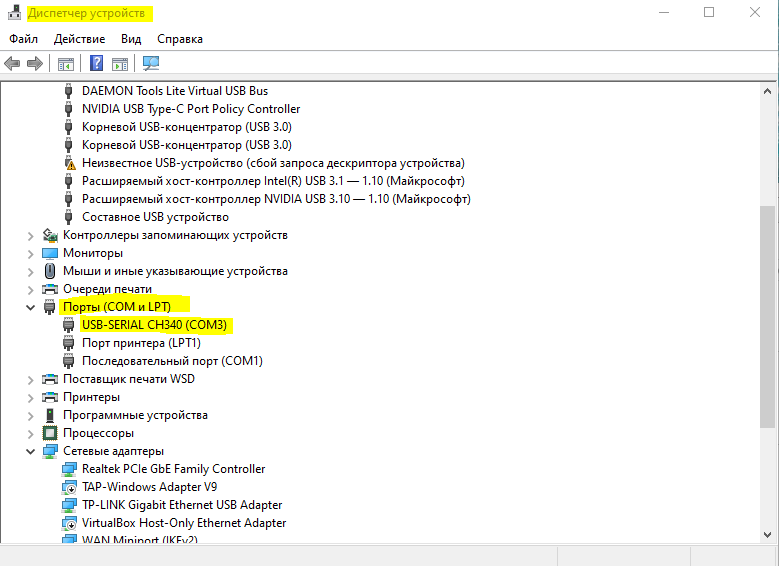 Диспетчер устройств
Файл Действие Вид Справка
DAEMON Tools Lite Virtual USB Bus
NVIDIA USB Type-C Port Policy Controller
Корневой USB-концентратор (USB 3.0)
Корневой USB-концентратор (USB 3.0)
Неизвестное USB-устройство (сбой запроса дескриптора устройства)
Расширяемый хост-контроллер Intel(R) USB 3.1 — 1.10 (Майкрософт)
Расширяемый хост-контроллер NVIDIA USB 3.10 — 1.10 (Майкрософт)
Составное USB устройство
Контроллеры запоминающих устройств
Мониторы
Мыши и иные указывающие устройства
Очереди печати
Порты (COM и LPT)
USB-SERIAL CH340 (COM3)
Порт принтера (LPT1)
Последовательный порт (COM1)
Поставщик печати WSD
Принтеры
Программные устройства
Процессоры
Сетевые адаптеры
Realtek PCIe GbE Family Controller
TAP-Windows Adapter V9
TP-LINK Gigabit Ethernet USB Adapter
VirtualBox Host-Only Ethernet Adapter
WAN Miniport (IKEv2)